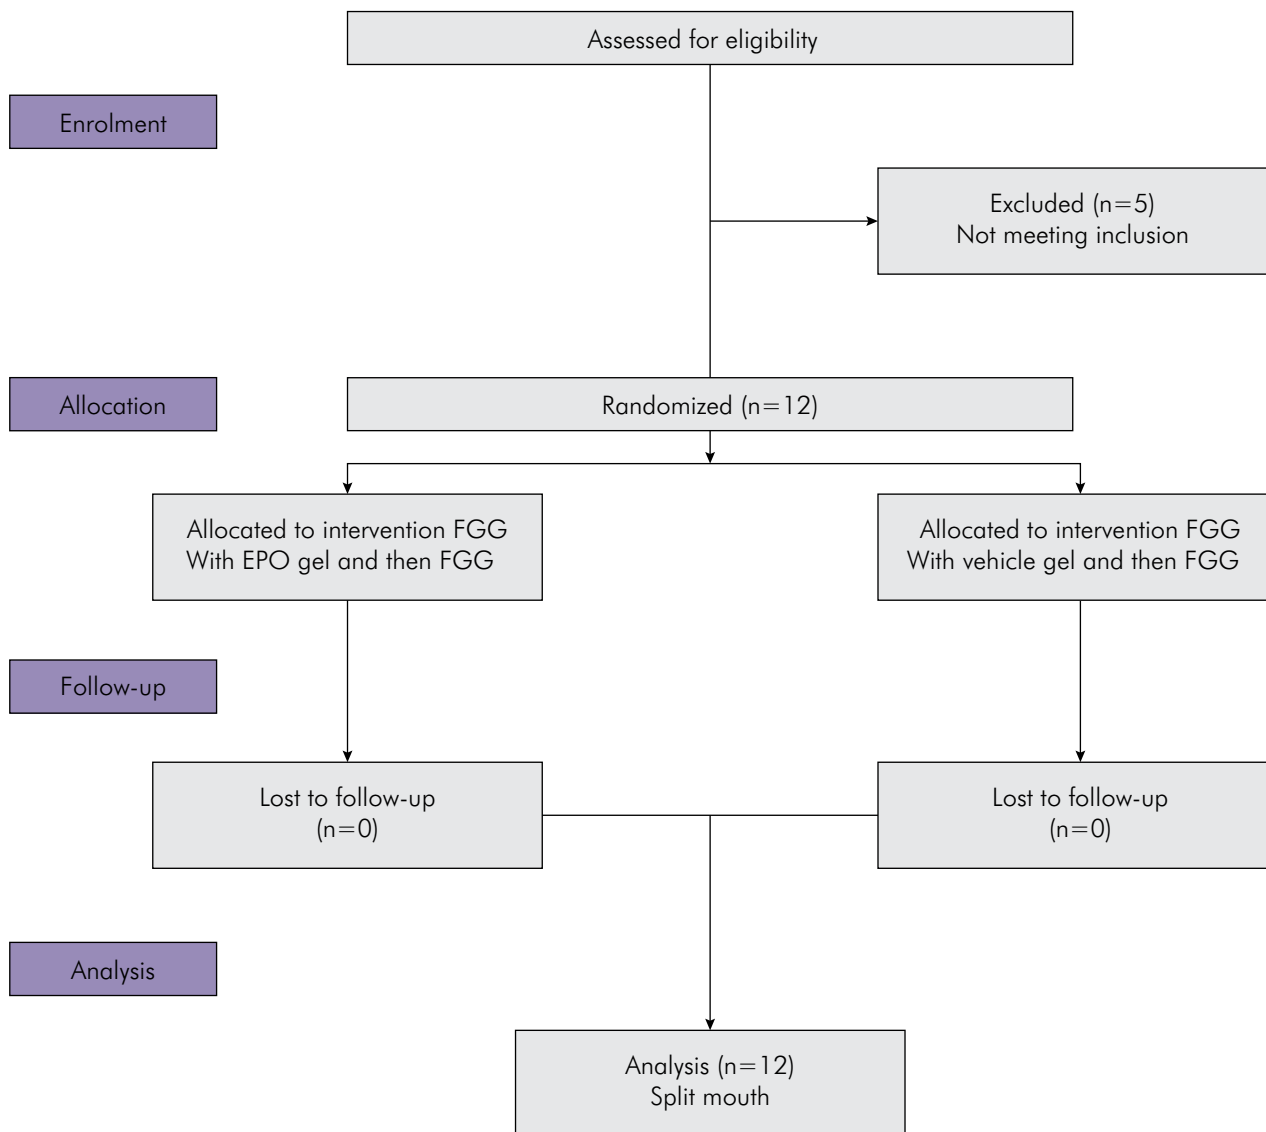 Assessed for eligibility
Enrolment
Excluded (n=5)
Not meeting inclusion
Allocation
Randomized (n=12)
Allocated to intervention FGG
With EPO gel and then FGG
Allocated to intervention FGG
With vehicle gel and then FGG
Follow-up
Lost to follow-up
(n=0)
Lost to follow-up
(n=0)
Analysis
Analysis (n=12)
Split mouth